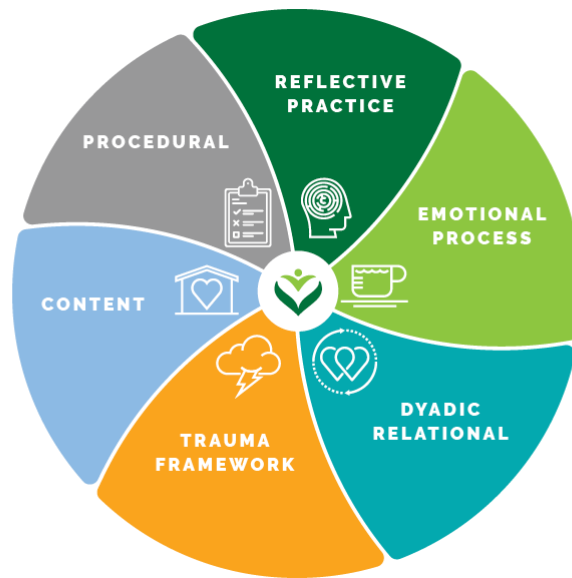 REFLECTIVE
PRACTICE
EMOTIONAL
PROCESS
DYADIC
RELATIONAL
TRAUMA
FRAMEWORK
CONTENT
PROCEDURAL